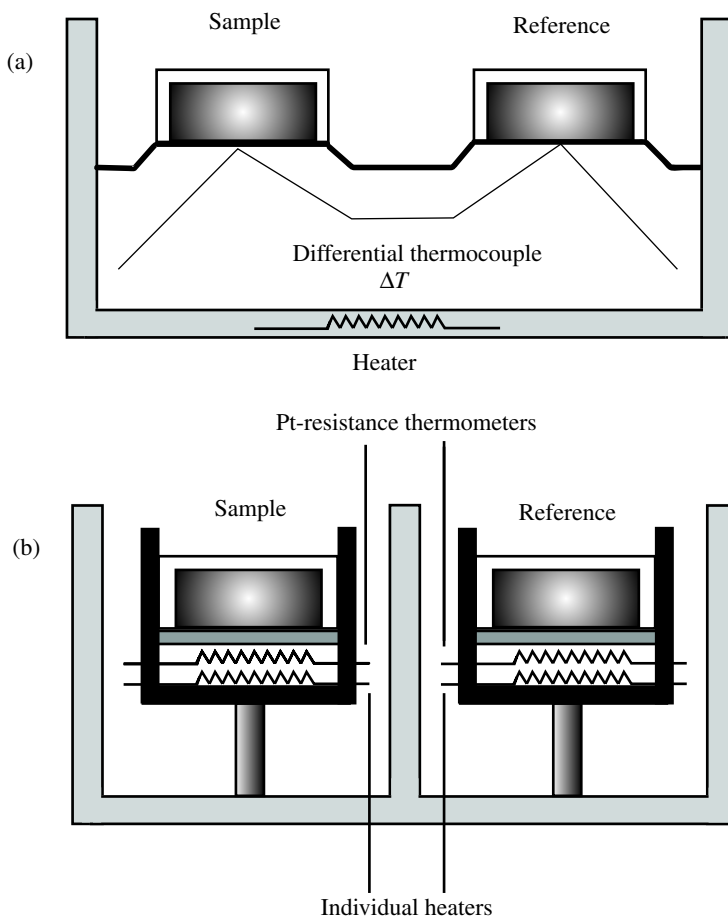 Sample Reference
(a)
Differential thermocouple
ΔT
Heater
Pt-resistance thermometers
Sample Reference
(b)
Individual heaters